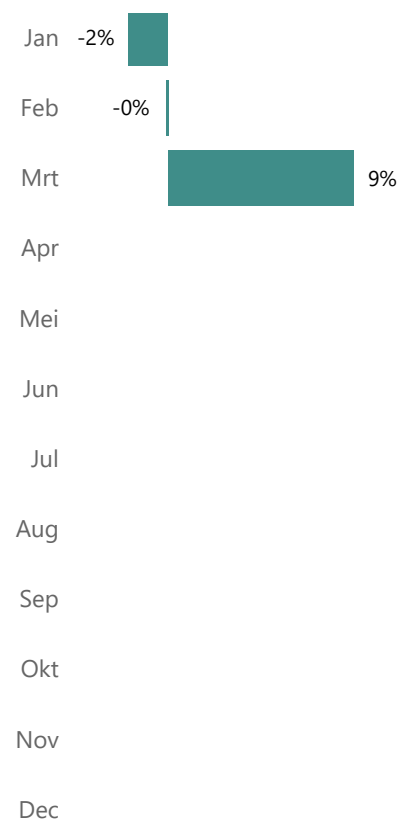 Jan -2%
Feb -0%
Mrt 9%
Apr
Mei
Jun
Jul
Aug
Sep
Okt
Nov
Dec